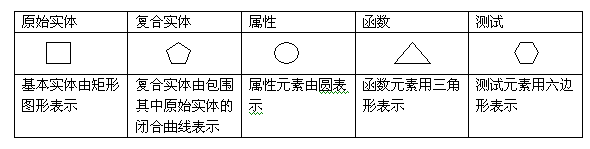 原始实体
复合实体
属性
函数
测试
基本实体由矩形
图形表示
复合实体由包围
其中原始实体的
闭合曲线表示
属性元素由圆表
示
函数元素用三角
形表示
测试元素用六边
形表示